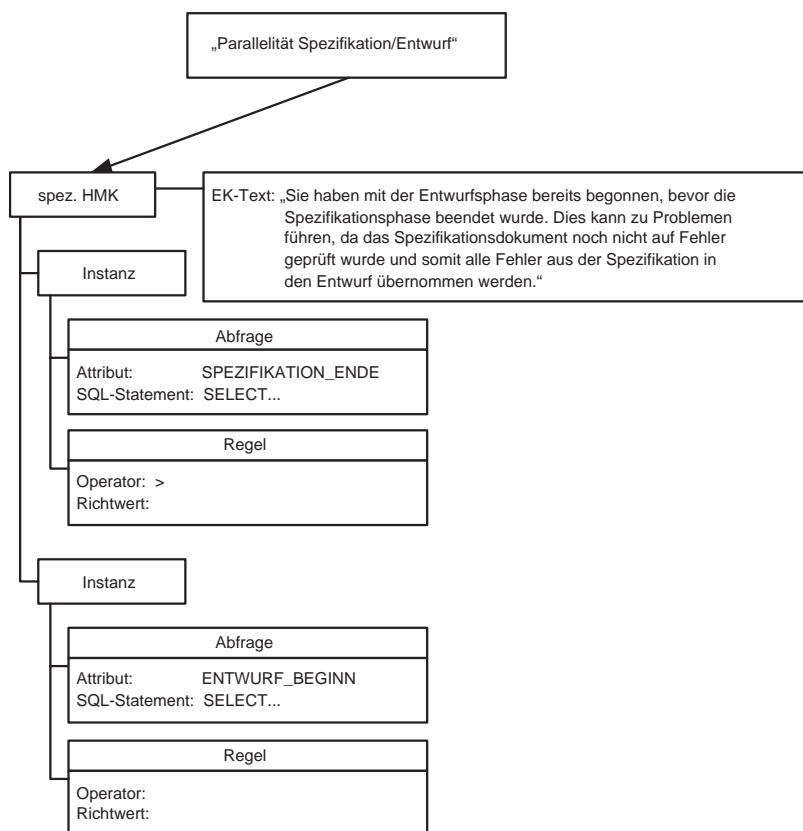 „Parallelität Spezifikation/Entwurf“
spez. HMK
EK-Text: „Sie haben mit der Entwurfsphase bereits begonnen, bevor die
Spezifikationsphase beendet wurde. Dies kann zu Problemen
führen, da das Spezifikationsdokument noch nicht auf Fehler
geprüft wurde und somit alle Fehler aus der Spezifikation in
den Entwurf übernommen werden.“
Instanz
Abfrage
Attribut: SPEZIFIKATION_ENDE
SQL-Statement: SELECT...
Regel
Operator: >
Richtwert:
Instanz
Abfrage
Attribut: ENTWURF_BEGINN
SQL-Statement: SELECT...
Regel
Operator:
Richtwert: